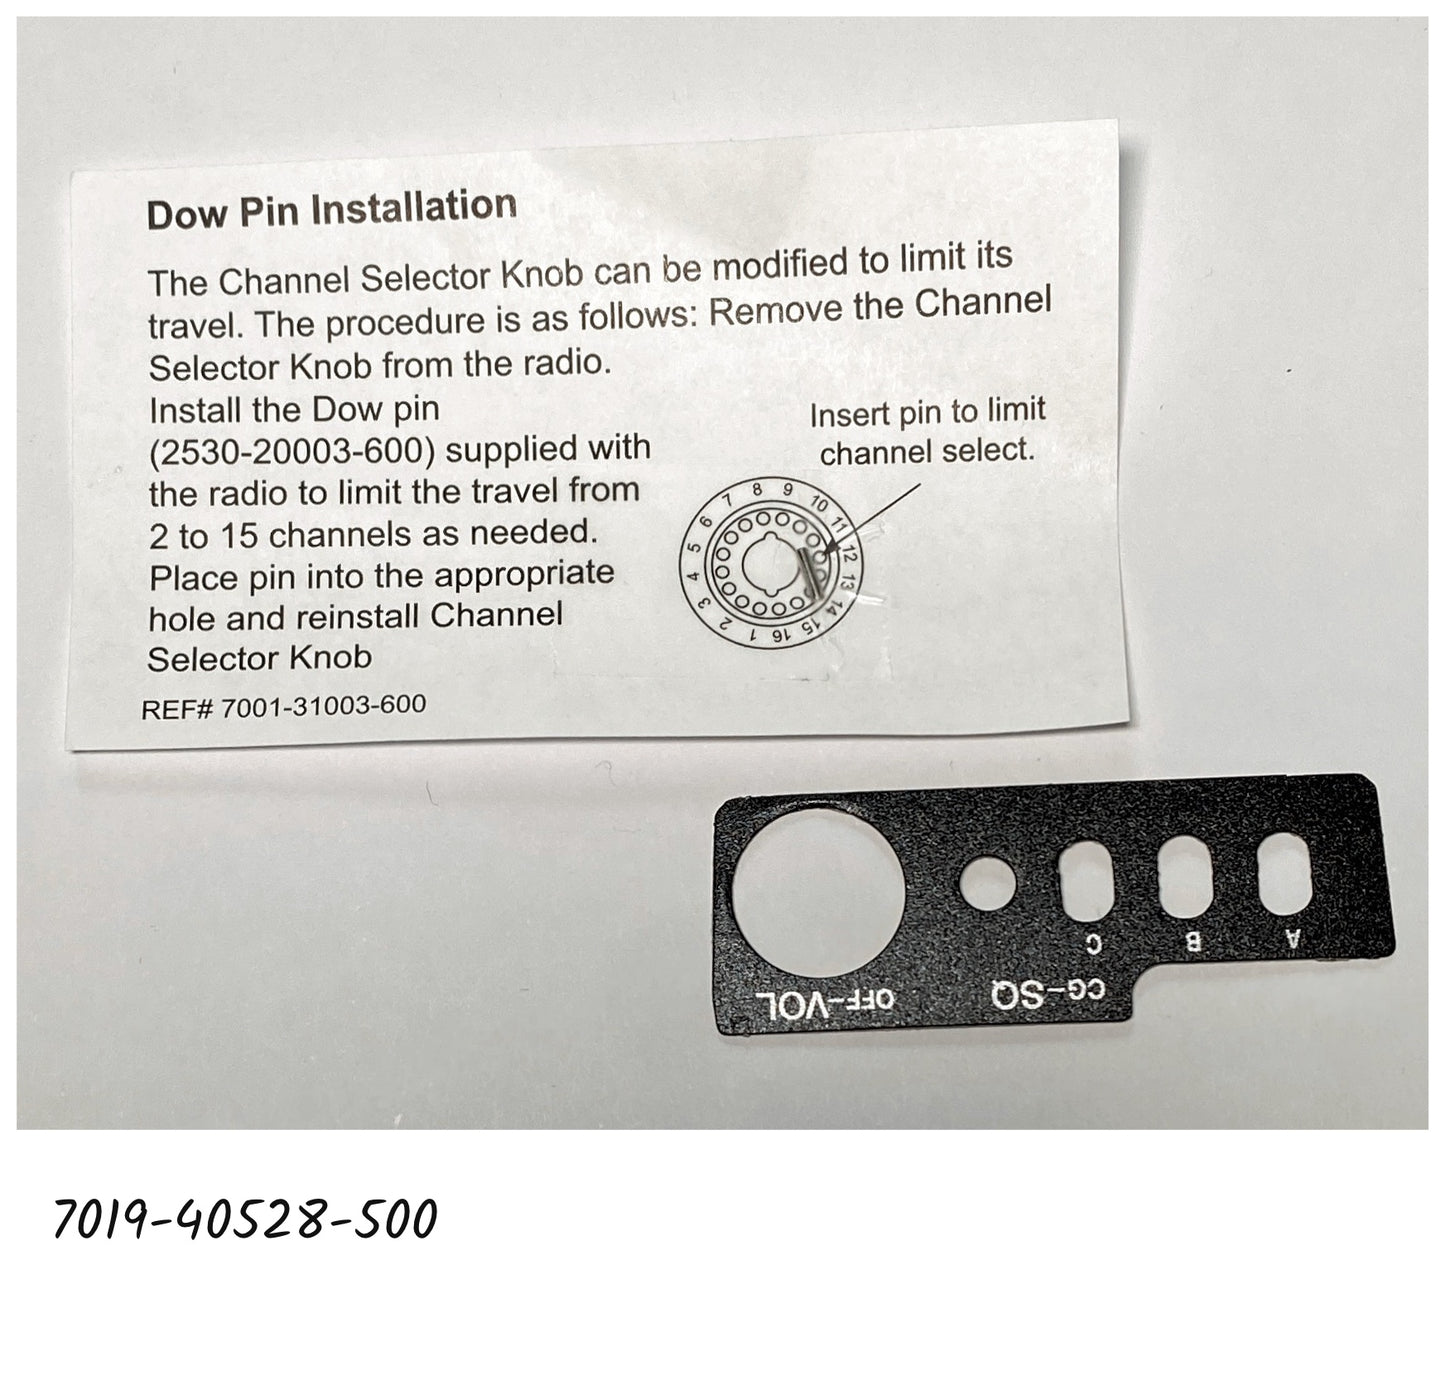 Dow Pin Installation
The Channel Selector Knob can be modified to limit its
travel. The procedure is as follows: Remove the Channel
Selector Knob from the radio.
Install the Dow pin
(2530-20003-600) supplied with
the radio to limit the travel from
2 to 15 channels as needed.
Place pin into the appropriate
hole and reinstall Channel
Selector Knob
REF# 7001-31003-600
Insert pin to limit
channel select.
1 2 3 4 5 6 7 8 9 10 11 12 13 14 15 16
A B C
CG-SQ
OFF-VOL
7019-40528-500